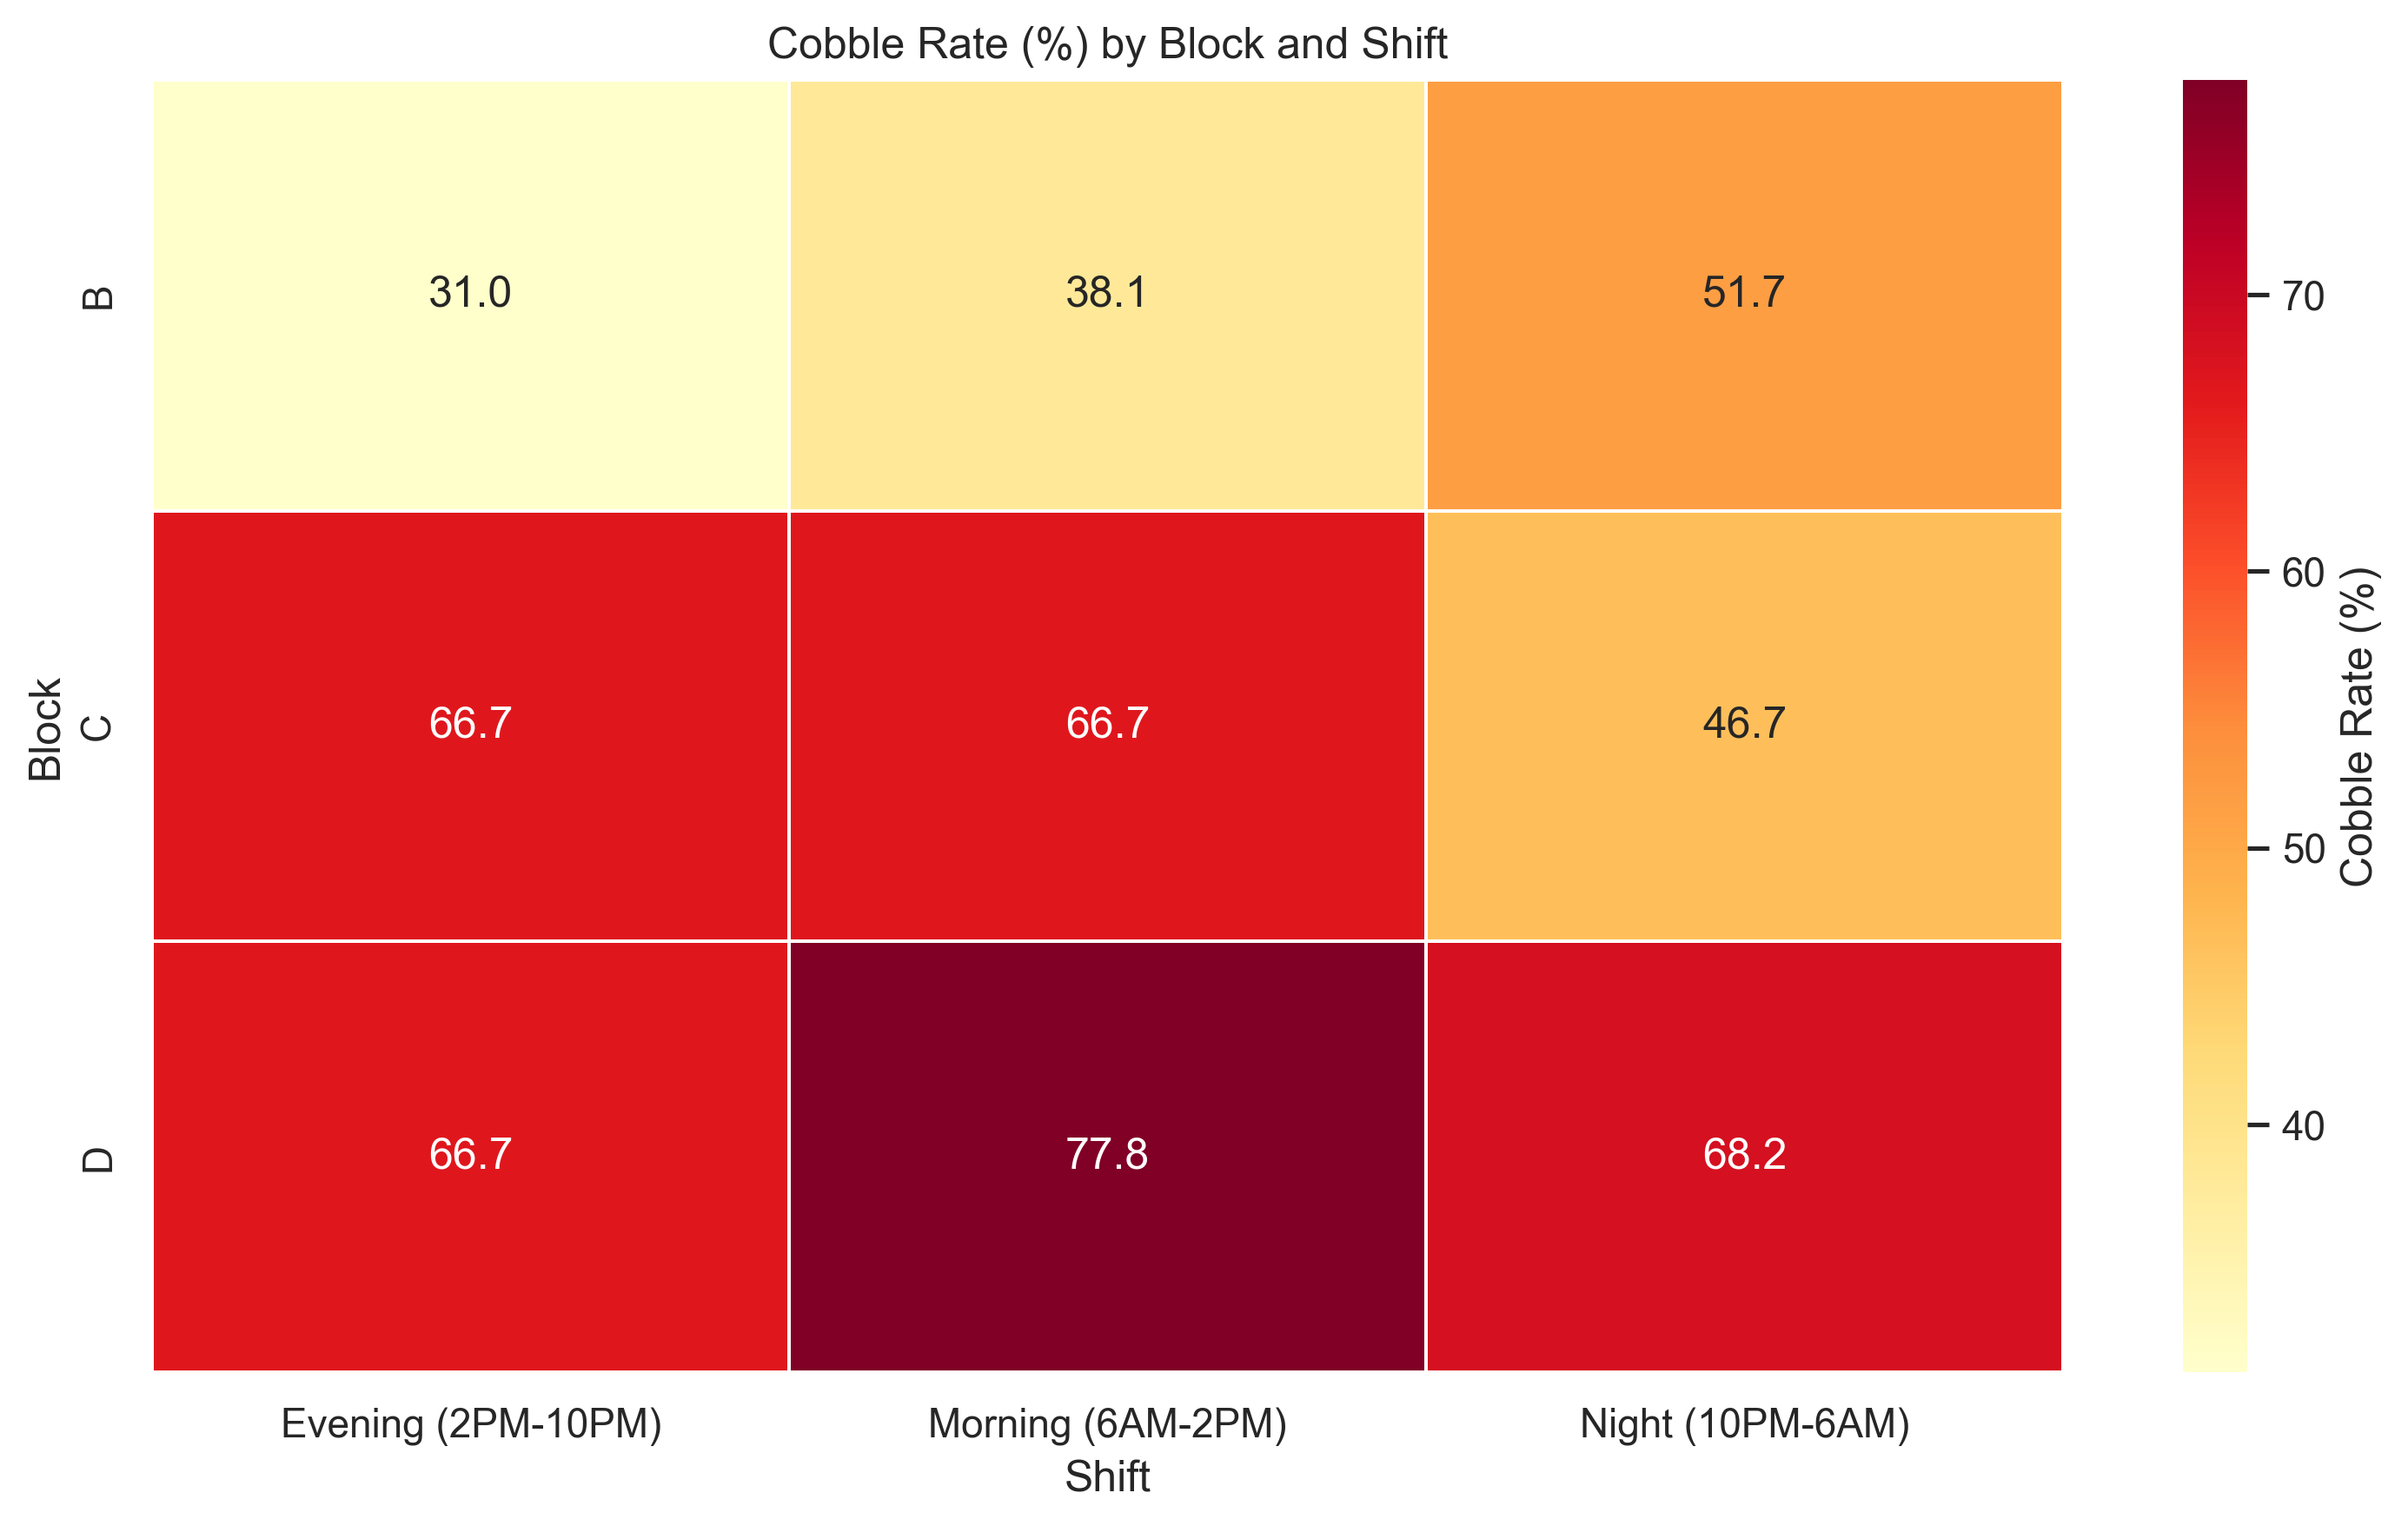 Cobble Rate (%) by Block and Shift
B
31.0
38.1
51.7
70
60
Block
C
66.7
66.7
46.7
Cobble Rate (%)
50
D
66.7
77.8
68.2
40
Evening (2PM-10PM)
Morning (6AM-2PM)
Night (10PM-6AM)
Shift